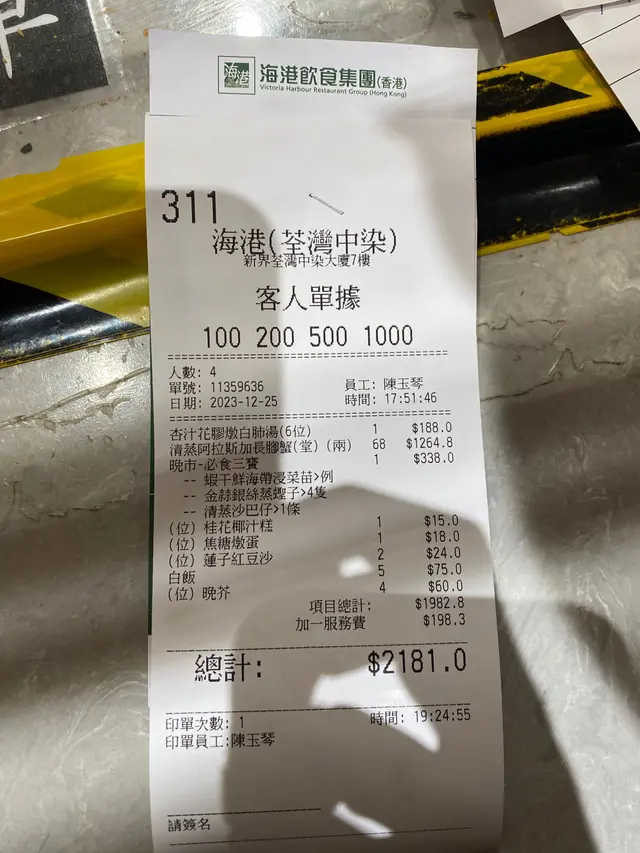 海港 海港飲食集團(香港)
Victoria Harbour Restaurant Group (Hong Kong)
311
海港(荃灣中染)
新界荃灣中染大廈7樓
客人單據
100 200 500 1000
人數: 4
單號: 11359636 員工: 陳玉琴
日期: 2023-12-25 時間: 17:51:46
杏汁花膠燉白肺湯(6位) 1 $188.0
清蒸阿拉斯加長腳蟹(堂) (兩) 68 $1264.8
晚市-必食三寶 1 $338.0
-- 蝦干鮮海帶浸菜苗>例
-- 金蒜銀絲蒸蟶子>4隻
-- 清蒸沙巴仔>1條
(位) 桂花椰汁糕 1 $15.0
(位) 焦糖燉蛋 1 $18.0
(位) 蓮子紅豆沙 2 $24.0
白飯 5 $75.0
(位) 晚芥 4 $60.0
項目總計: $1982.8
加一服務費 $198.3
總計: $2181.0
印單次數: 1 時間: 19:24:55
印單員工:陳玉琴
請簽名